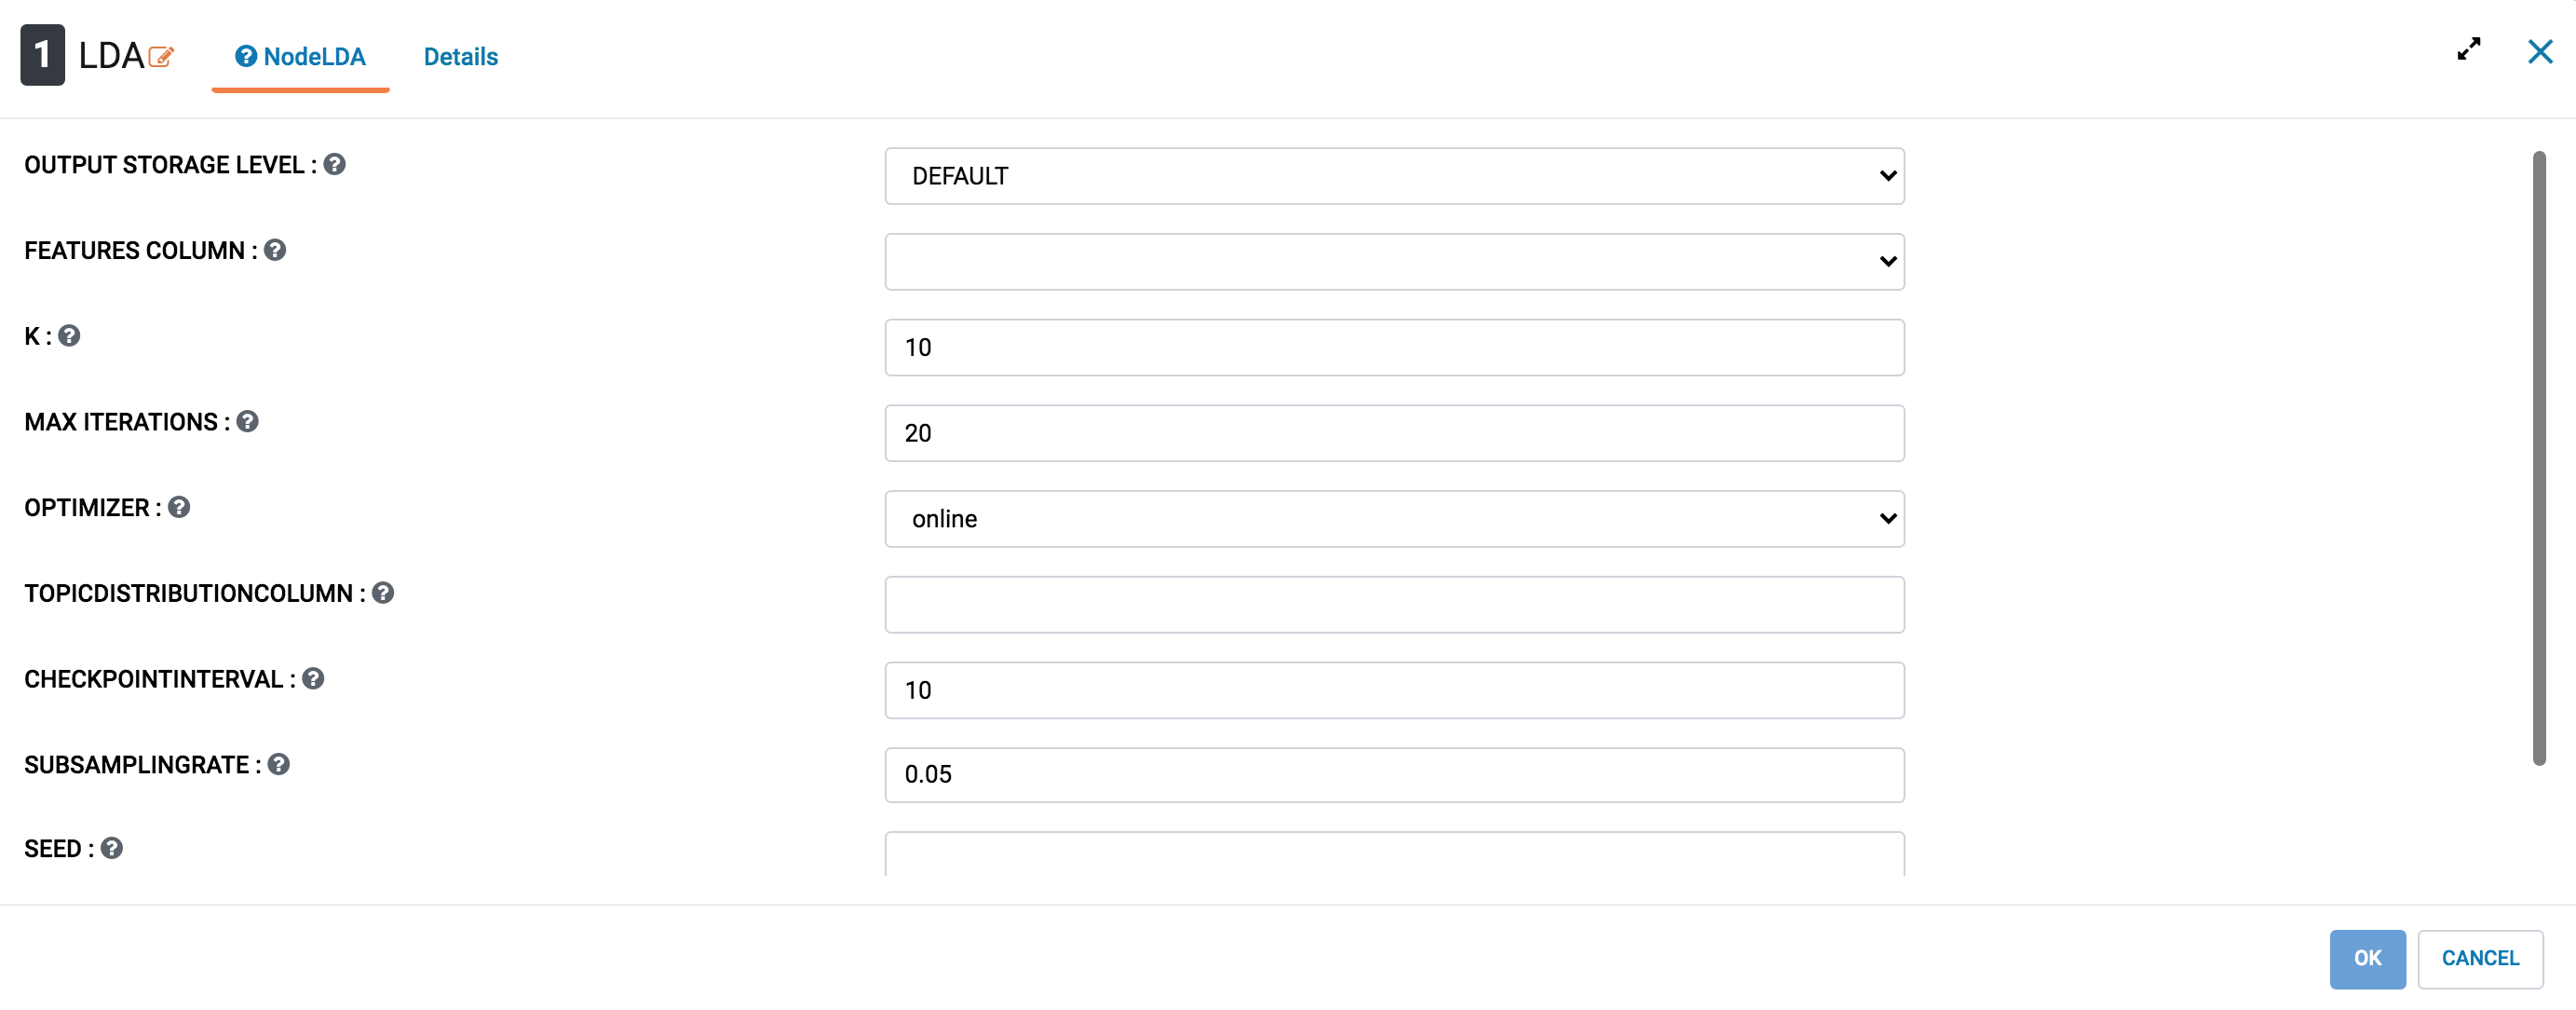 1 LDA NodeLDA Details
OUTPUT STORAGE LEVEL : DEFAULT
FEATURES COLUMN :
K : 10
MAX ITERATIONS : 20
OPTIMIZER : online
TOPICDISTRIBUTIONCOLUMN :
CHECKPOINTINTERVAL : 10
SUBSAMPLINGRATE : 0.05
SEED :
OK CANCEL